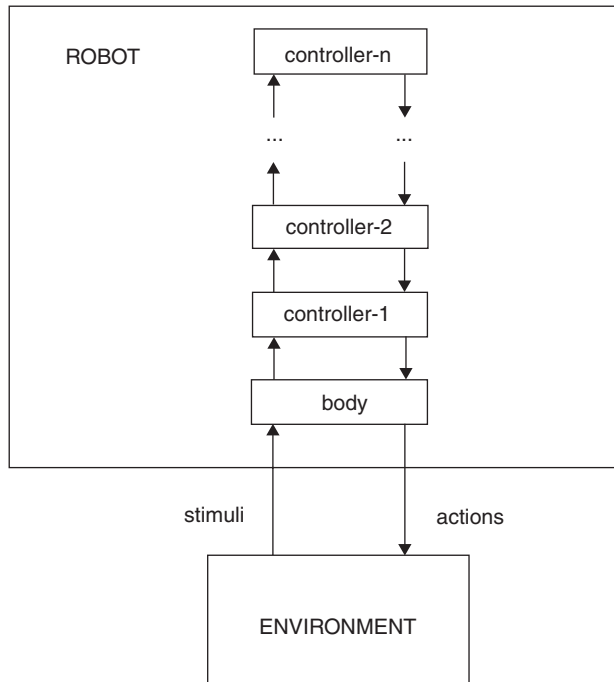 ROBOT
controller-n
... ...
controller-2
controller-1
body
stimuli actions
ENVIRONMENT